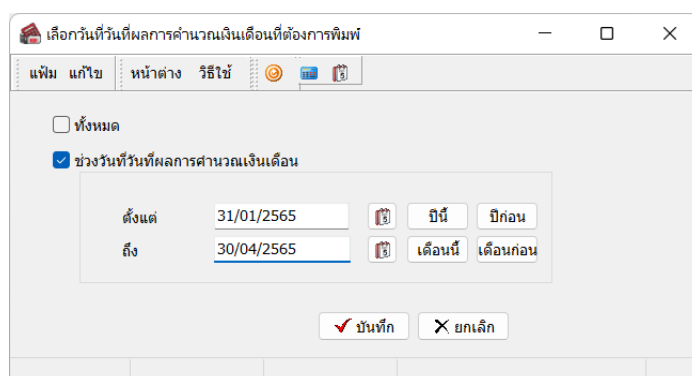 เลือกวันที่วันที่ผลการคำนวณเงินเดือนที่ต้องการพิมพ์
แฟ้ม แก้ไข หน้าต่าง วิธีใช้
ทั้งหมด
ช่วงวันที่วันที่ผลการคำนวณเงินเดือน
ตั้งแต่ 31/01/2565 ปีนี้ ปีก่อน
ถึง 30/04/2565 เดือนนี้ เดือนก่อน
บันทึก ยกเลิก